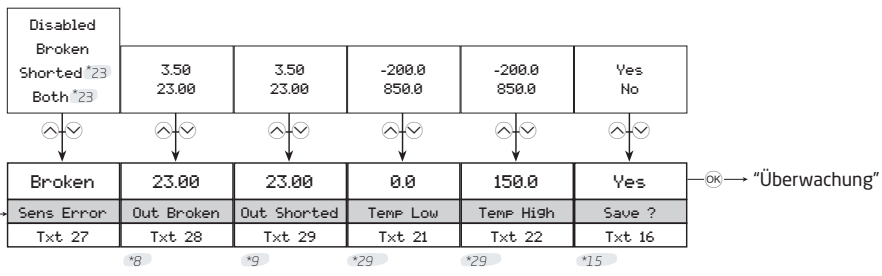 Disabled
Broken
Shorted *23
Both *23
3.50
23.00
3.50
23.00
-200.0
850.0
-200.0
850.0
Yes
No
Broken
23.00
23.00
0.0
150.0
Yes
OK
"Überwachung"
Sens Error
Out Broken
Out Shorted
Temp Low
Temp High
Save ?
Txt 27
Txt 28
Txt 29
Txt 21
Txt 22
Txt 16
*8
*9
*29
*29
*15